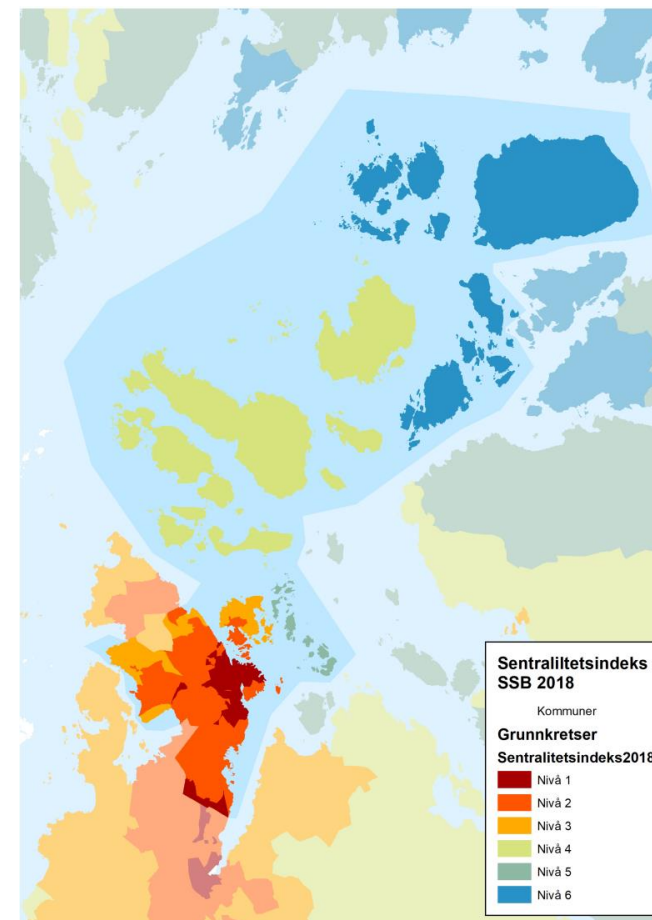 Sentraliltetsindeks
SSB 2018
Kommuner
Grunnkretser
Sentralitetsindeks2018
Nivå 1
Nivå 2
Nivå 3
Nivå 4
Nivå 5
Nivå 6